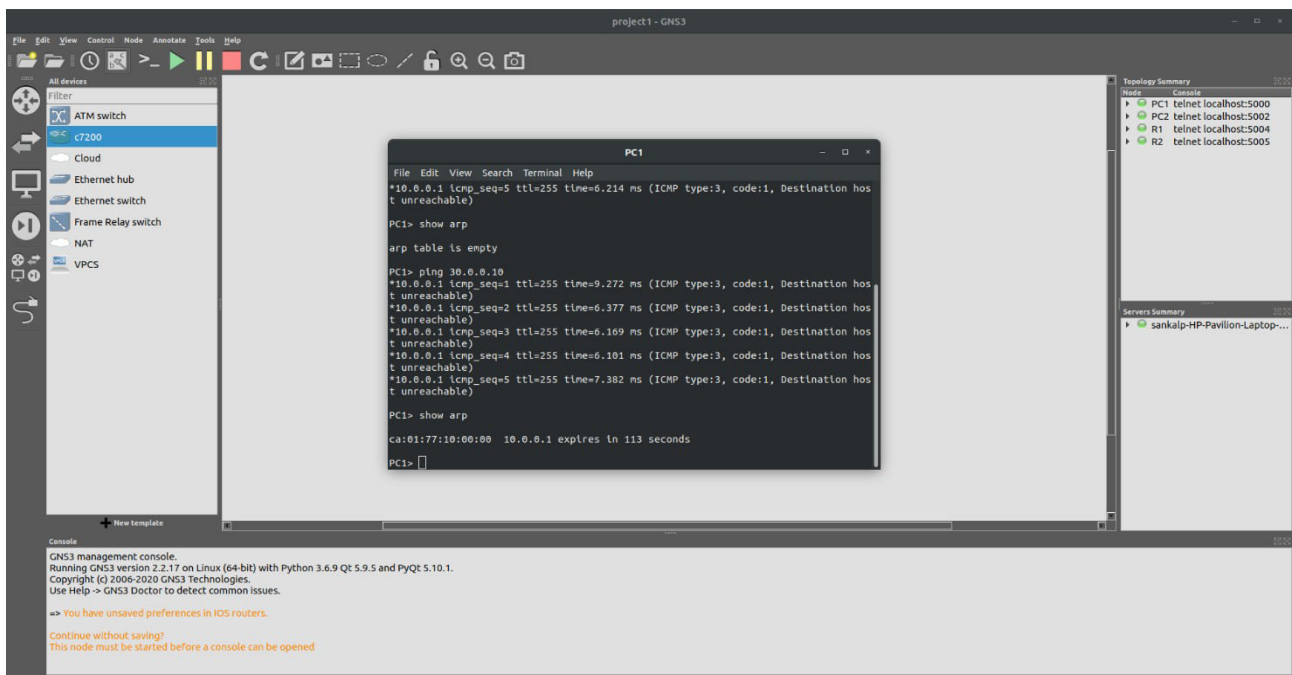 project1 - GNS3
File Edit View Control Node Annotate Tools Help
All devices
Filter
ATM switch
c7200
Cloud
Ethernet hub
Ethernet switch
Frame Relay switch
NAT
VPCS
New template
PC1
File Edit View Search Terminal Help
*10.0.0.1 icmp_seq=5 ttl=255 time=6.214 ms (ICMP type:3, code:1, Destination hos
t unreachable)
PC1> show arp
arp table is empty
PC1> ping 30.0.0.10
*10.0.0.1 icmp_seq=1 ttl=255 time=9.272 ms (ICMP type:3, code:1, Destination hos
t unreachable)
*10.0.0.1 icmp_seq=2 ttl=255 time=6.377 ms (ICMP type:3, code:1, Destination hos
t unreachable)
*10.0.0.1 icmp_seq=3 ttl=255 time=6.169 ms (ICMP type:3, code:1, Destination hos
t unreachable)
*10.0.0.1 icmp_seq=4 ttl=255 time=6.101 ms (ICMP type:3, code:1, Destination hos
t unreachable)
*10.0.0.1 icmp_seq=5 ttl=255 time=7.382 ms (ICMP type:3, code:1, Destination hos
t unreachable)
PC1> show arp
ca:01:77:10:00:00 10.0.0.1 expires in 113 seconds
PC1>
Topology Summary
Node Console
PC1 telnet localhost:5000
PC2 telnet localhost:5002
R1 telnet localhost:5004
R2 telnet localhost:5005
Servers Summary
sankalp-HP-Pavilion-Laptop-...
Console
GNS3 management console.
Running GNS3 version 2.2.17 on Linux (64-bit) with Python 3.6.9 Qt 5.9.5 and PyQt 5.10.1.
Copyright (c) 2006-2020 GNS3 Technologies.
Use Help -> GNS3 Doctor to detect common issues.
=> You have unsaved preferences in IOS routers.
Continue without saving?
This node must be started before a console can be opened